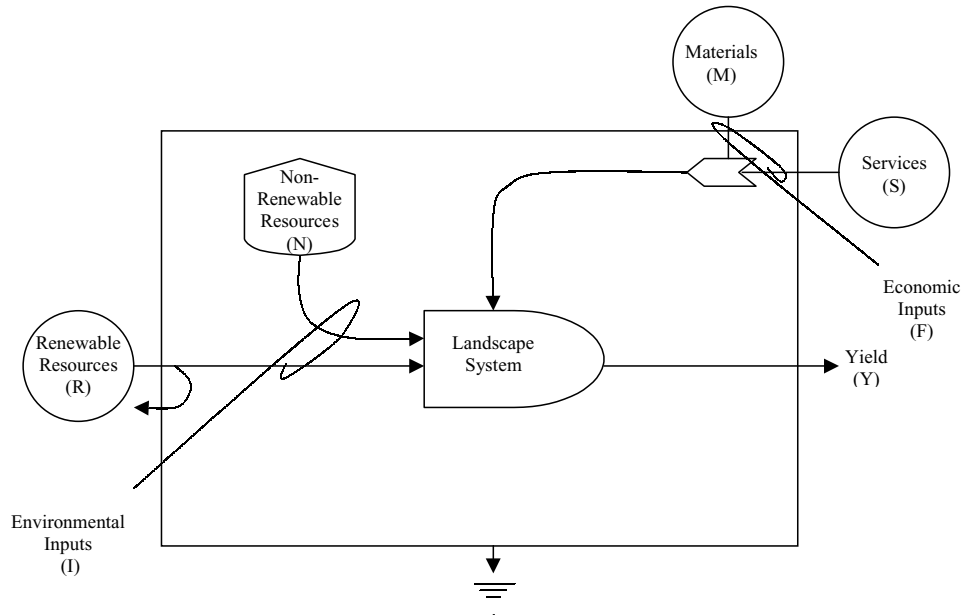 Materials
(M)
Services
(S)
Non-
Renewable
Resources
(N)
Economic
Inputs
(F)
Renewable
Resources
(R)
Landscape
System
Yield
(Y)
Environmental
Inputs
(I)